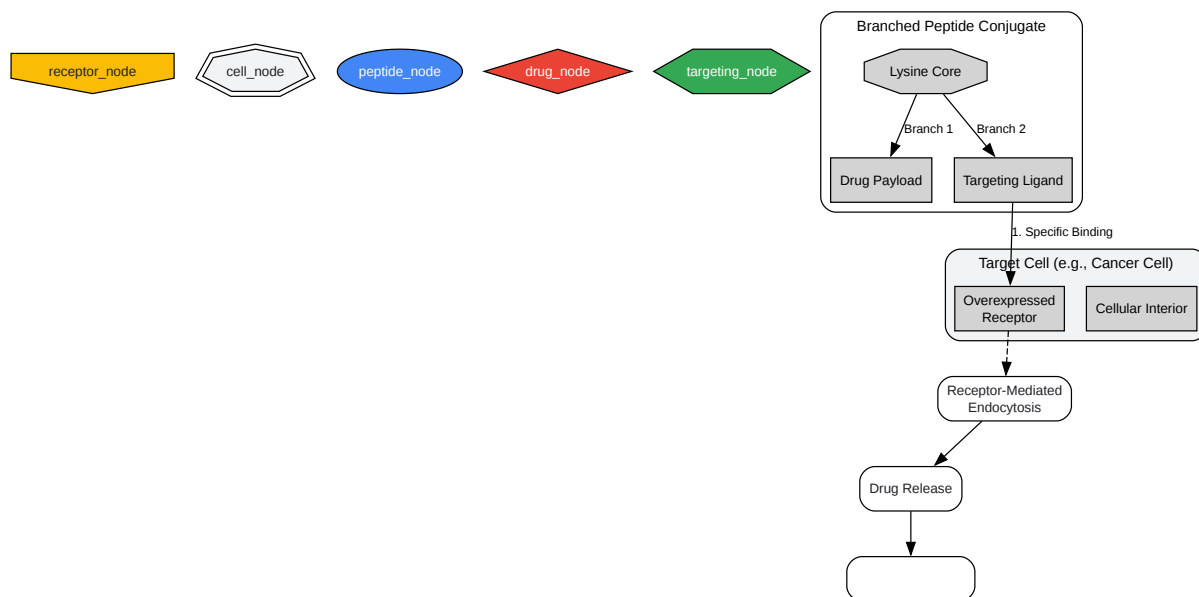 Branched Peptide Conjugate
receptor_node
cell_node
peptide_node
drug_node
targeting_node
Lysine Core
Branch 1
Branch 2
Drug Payload
Targeting Ligand
1. Specific Binding
Target Cell (e.g., Cancer Cell)
Overexpressed
Receptor
Cellular Interior
Receptor-Mediated
Endocytosis
Drug Release